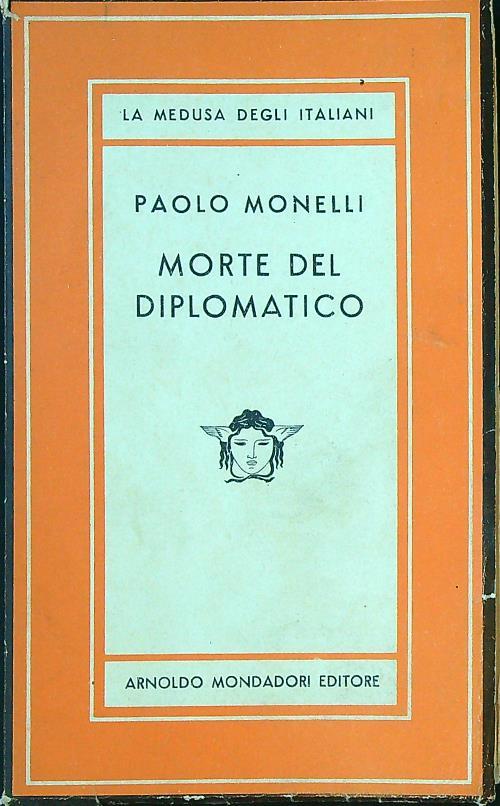 LA MEDUSA DEGLI ITALIANI
PAOLO MONELLI
MORTE DEL
DIPLOMATICO
ARNOLDO MONDADORI EDITORE